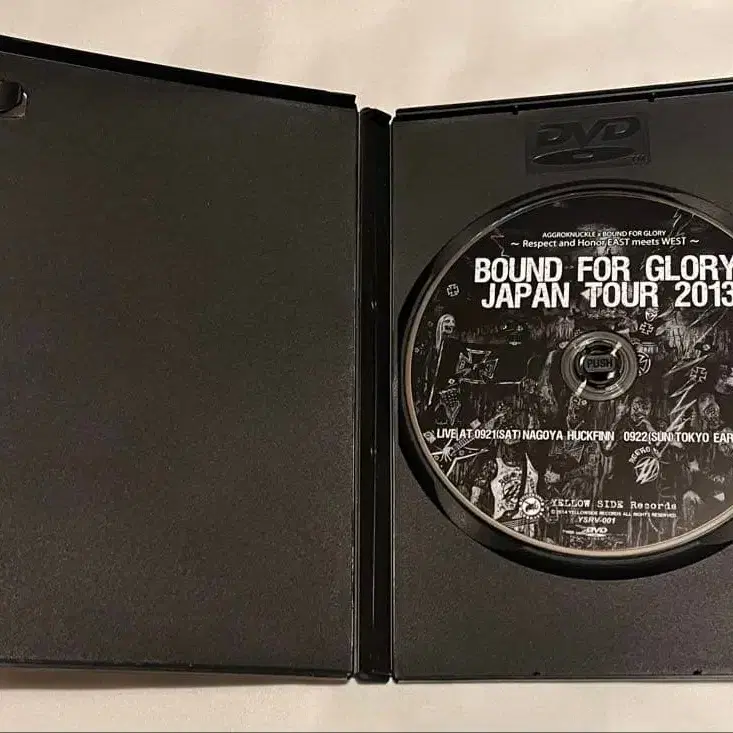 DVD
AGGROKNUCKLE x BOUND FOR GLORY
~ Respect and Honor EAST meets WEST ~
BOUND FOR GLORY
JAPAN TOUR 2013
PUSH
LIVE AT 0921(SAT) NAGOYA HUCKFINN 0922(SUN) TOKYO EAR
YELLOW SIDE Records
© 2014 YELLOWSIDE RECORDS ALL RIGHTS RESERVED
YSRV-001
DVD